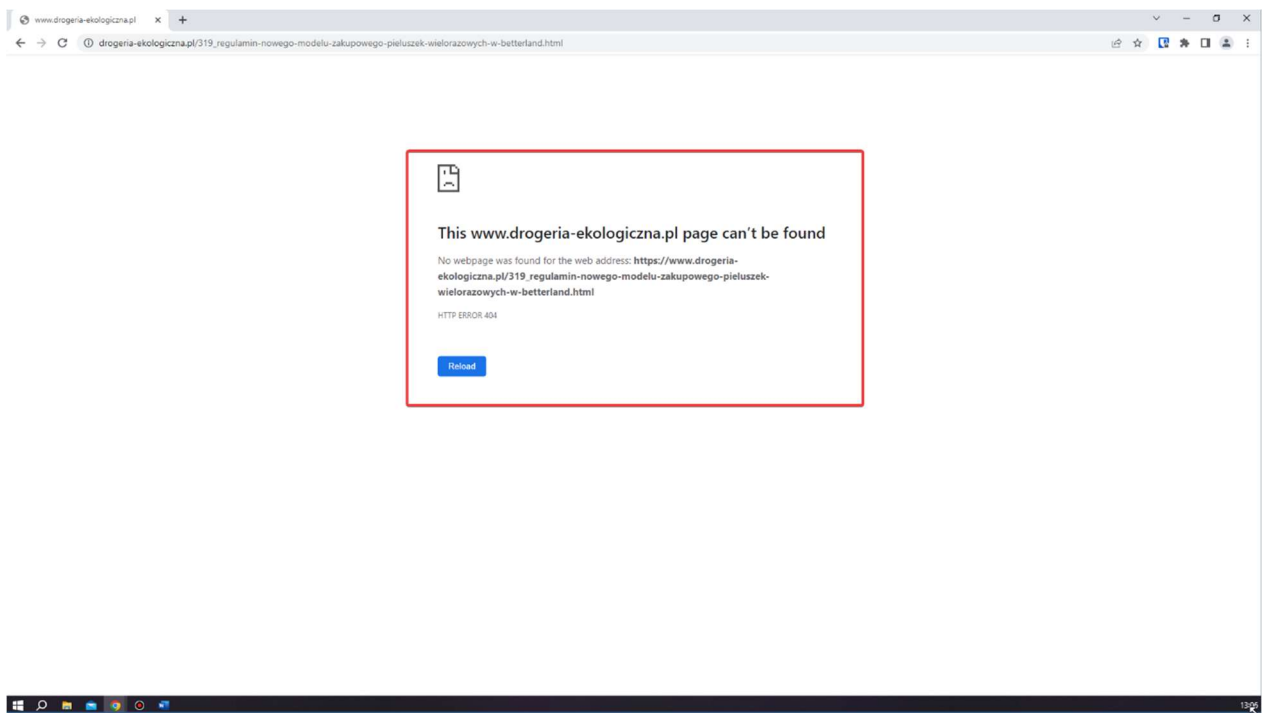 www.drogeria-ekologiczna.pl
drogeria-ekologiczna.pl/319_regulamin-nowego-modelu-zakupowego-pieluszek-wielorazowych-w-betterland.html
This www.drogeria-ekologiczna.pl page can't be found
No webpage was found for the web address: https://www.drogeria-
ekologiczna.pl/319_regulamin-nowego-modelu-zakupowego-pieluszek-
wielorazowych-w-betterland.html
HTTP ERROR 404
Reload
13:06